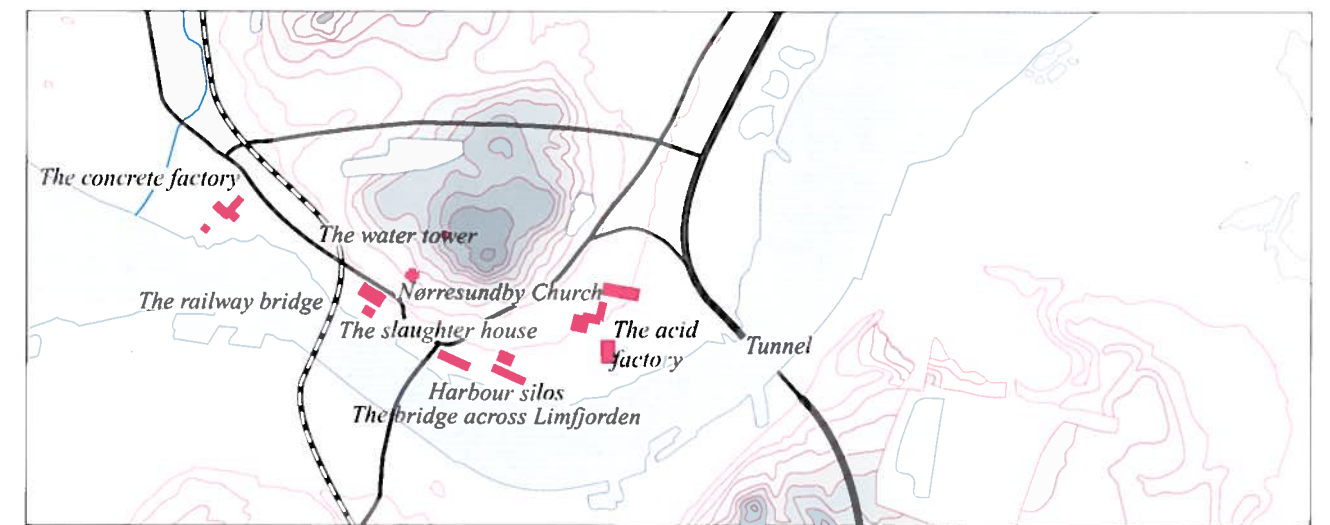 The concrete factory
The water tower
The railway bridge
Nørresundby Church
The slaughter house
The acid
factory
Tunnel
Harbour silos
The bridge across Limfjorden